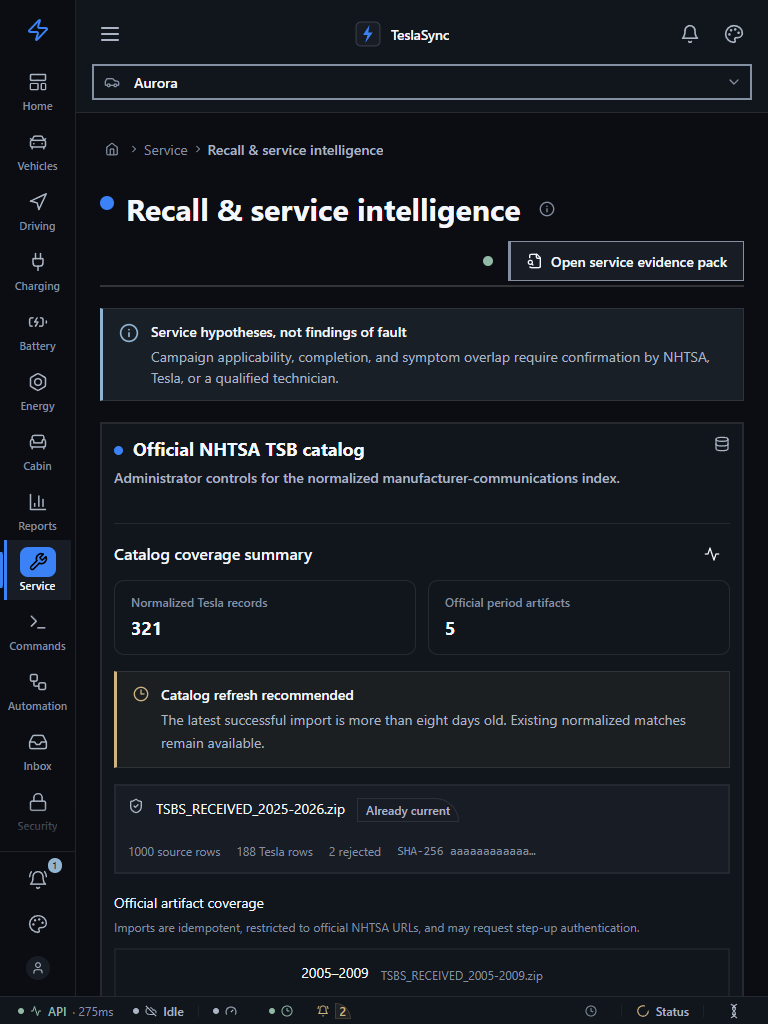 TeslaSync
Aurora
Home
Vehicles
Driving
Charging
Battery
Energy
Cabin
Reports
Service
Commands
Automation
Inbox
Security
1
Service
Recall & service intelligence
Recall & service intelligence
Open service evidence pack
Service hypotheses, not findings of fault
Campaign applicability, completion, and symptom overlap require confirmation by NHTSA,
Tesla, or a qualified technician.
Official NHTSA TSB catalog
Administrator controls for the normalized manufacturer-communications index.
Catalog coverage summary
Normalized Tesla records
321
Official period artifacts
5
Catalog refresh recommended
The latest successful import is more than eight days old. Existing normalized matches
remain available.
TSBS_RECEIVED_2025-2026.zip Already current
1000 source rows 188 Tesla rows 2 rejected SHA-256 aaaaaaaaaaaa…
Official artifact coverage
Imports are idempotent, restricted to official NHTSA URLs, and may request step-up authentication.
2005–2009 TSBS_RECEIVED_2005-2009.zip
API · 275ms Idle 2 Status